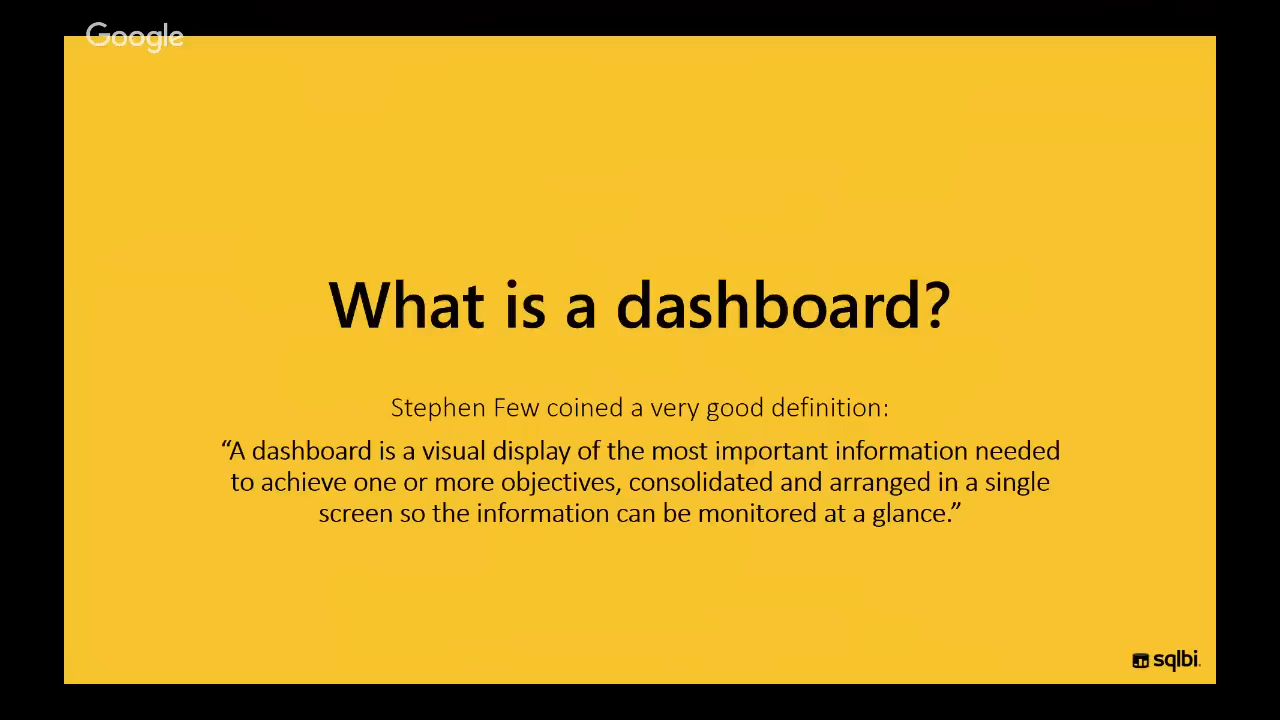 Google
What is a dashboard?
Stephen Few coined a very good definition:
“A dashboard is a visual display of the most important information needed
to achieve one or more objectives, consolidated and arranged in a single
screen so the information can be monitored at a glance.”
sqlbi.